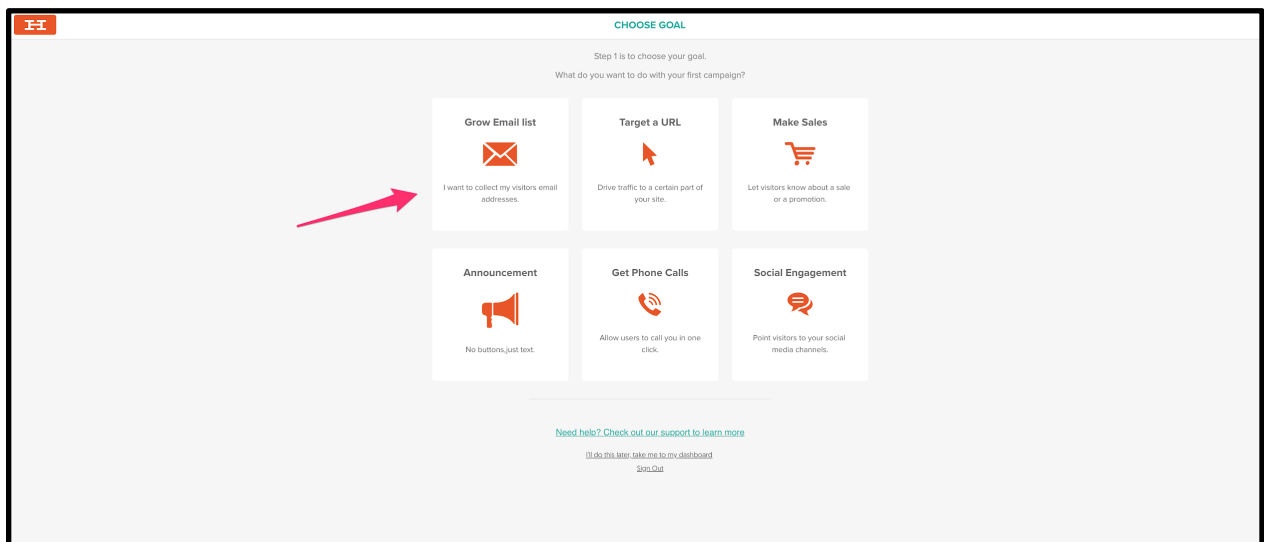 CHOOSE GOAL
Step 1 is to choose your goal.
What do you want to do with your first campaign?
Grow Email list
I want to collect my visitors email
addresses.
Target a URL
Drive traffic to a certain part of
your site.
Make Sales
Let visitors know about a sale
or a promotion.
Announcement
No buttons,just text.
Get Phone Calls
Allow users to call you in one
click.
Social Engagement
Point visitors to your social
media channels.
Need help? Check out our support to learn more
I'll do this later, take me to my dashboard
Sign Out